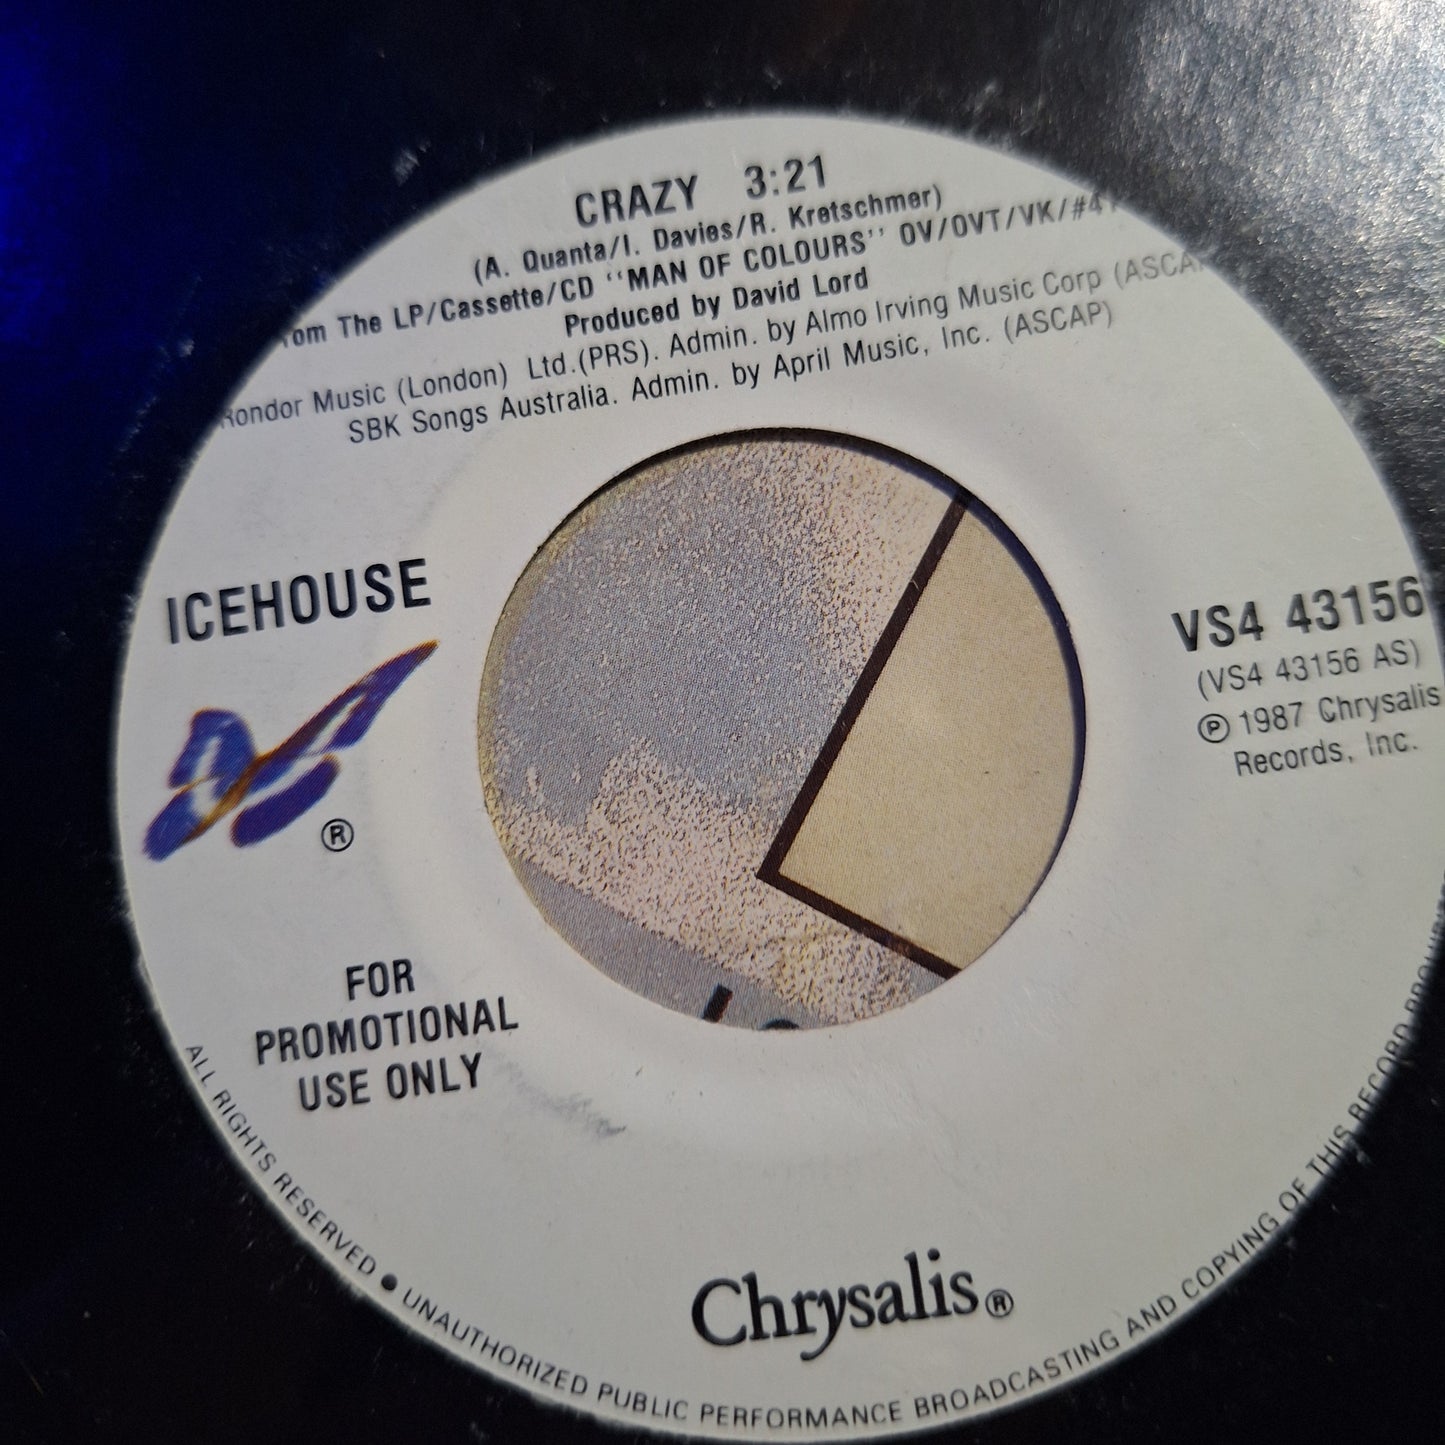 CRAZY 3:21
(A. Quanta/I. Davies/R. Kretschmer)
The LP/Cassette/CD "MAN OF COLOURS" OV/OVT/VK/#
Produced by David Lord
Rondor Music (London) Ltd.(PRS). Admin. by Almo Irving Music Corp
SBK Songs Australia. Admin. by April Music, Inc. (ASCAP)
ICEHOUSE
®
VS4 43156
(VS4 43156 AS)
℗ 1987 Chrysalis
Records, Inc.
FOR
PROMOTIONAL
USE ONLY
Chrysalis®
ALL RIGHTS RESERVED ● UNAUTHORIZED PUBLIC PERFORMANCE BROADCASTING AND COPYING OF THIS RECORD